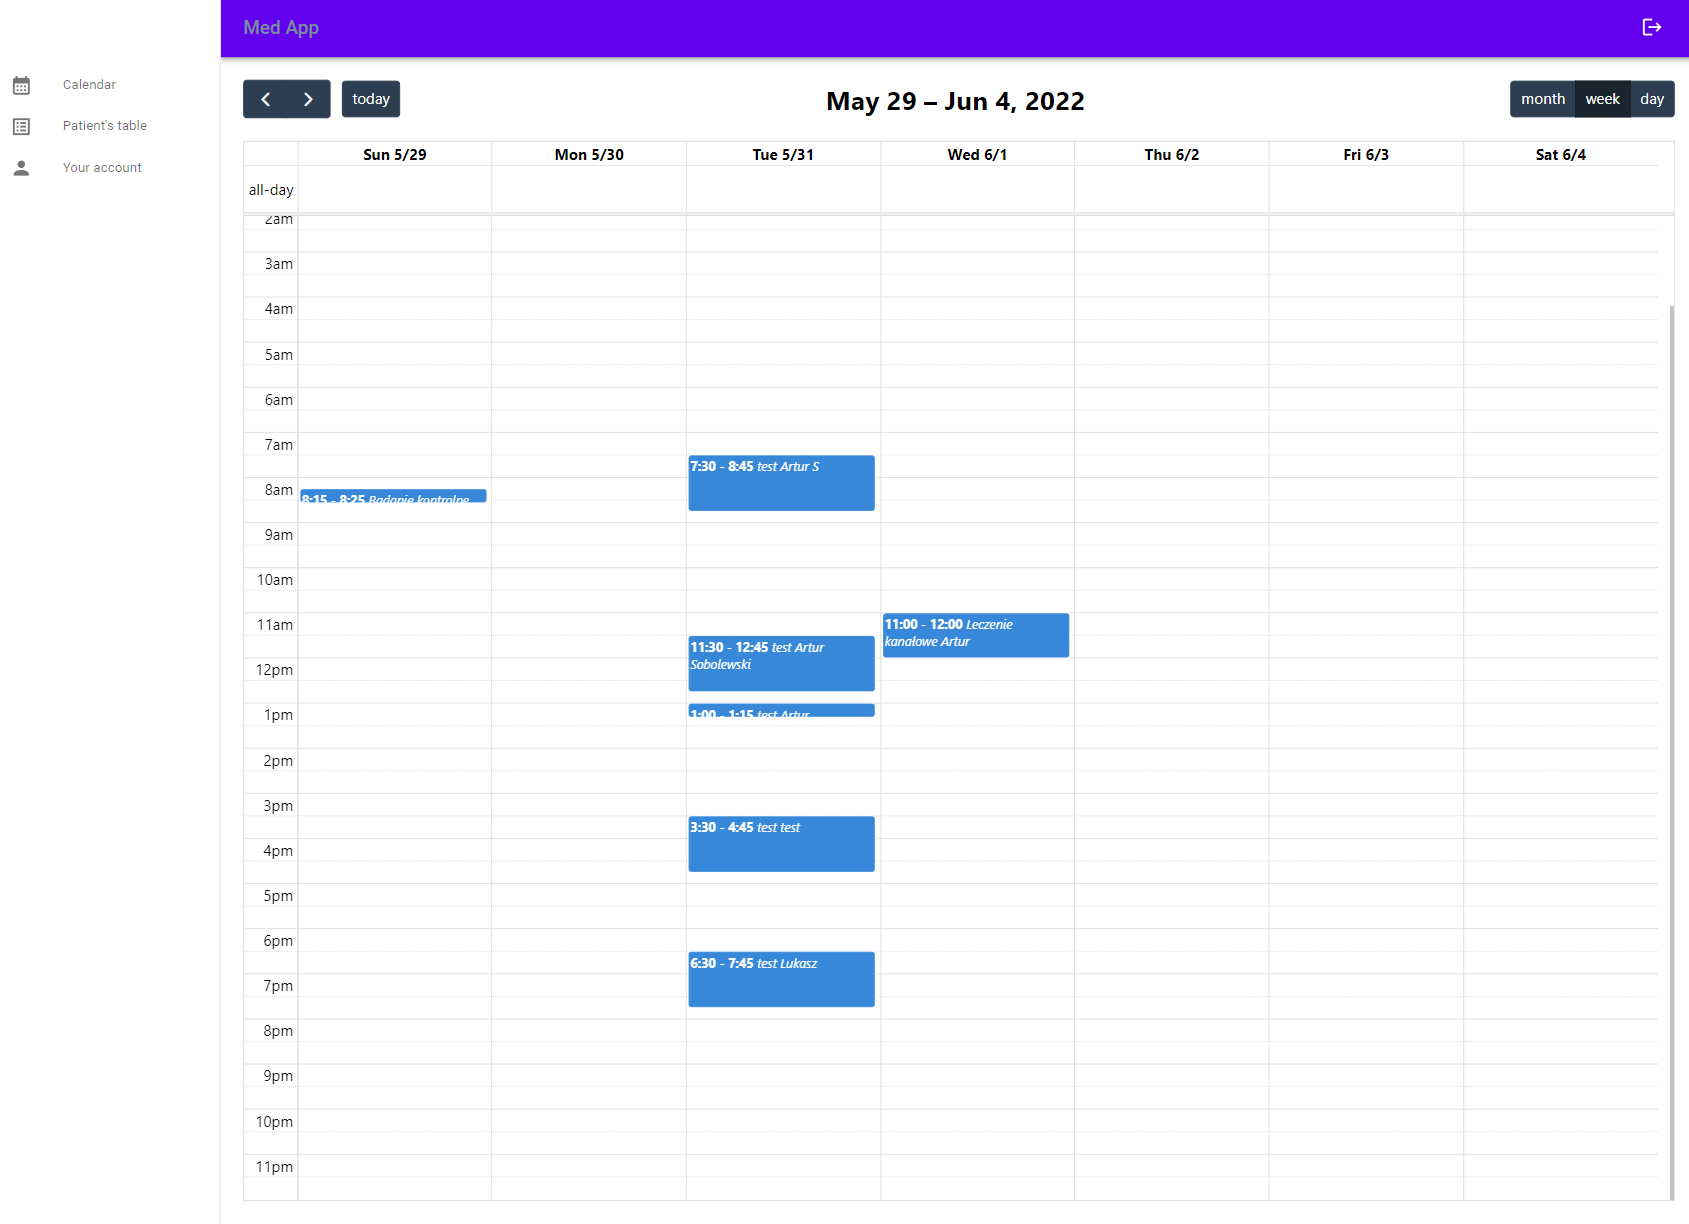 Med App
Calendar
Patient's table
Your account
today
May 29 – Jun 4, 2022
month week day
Sun 5/29 Mon 5/30 Tue 5/31 Wed 6/1 Thu 6/2 Fri 6/3 Sat 6/4
all-day
2am
3am
4am
5am
6am
7am
7:30 - 8:45 test Artur S
8am
8:15 - 8:25 Badanie kontrolne
9am
10am
11am
11:00 - 12:00 Leczenie
kanałowe Artur
11:30 - 12:45 test Artur
Sobolewski
12pm
1pm
1:00 - 1:15 test Artur
2pm
3pm
3:30 - 4:45 test test
4pm
5pm
6pm
6:30 - 7:45 test Lukasz
7pm
8pm
9pm
10pm
11pm